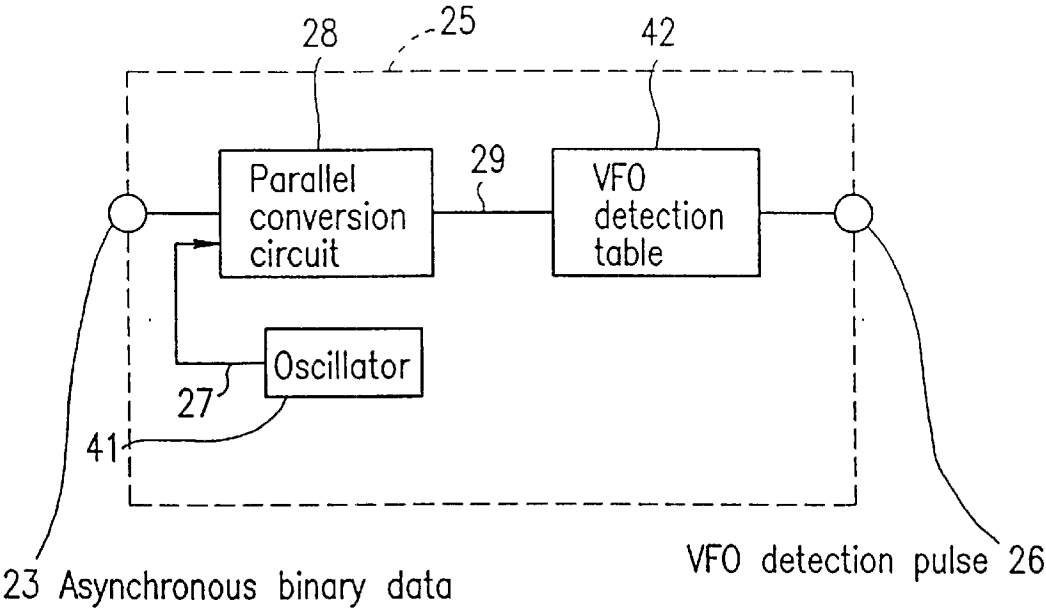 25
28
42
Parallel
conversion
circuit
29
VFO
detection
table
Oscillator
27
41
VFO detection pulse 26
23 Asynchronous binary data